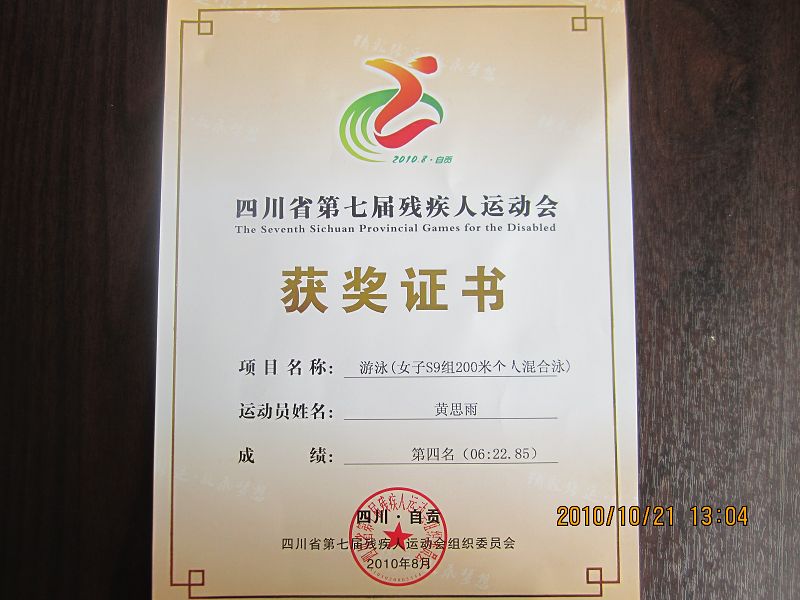 2010.8·自贡
四川省第七届残疾人运动会
The Seventh Sichuan Provincial Games for the Disabled
获奖证书
项目名称： 游泳(女子S9组200米个人混合泳)
运动员姓名： 黄思雨
成 绩： 第四名（06:22.85）
四川·自贡
四川省第七届残疾人运动会组织委员会
2010年8月
2010/10/21 13:04